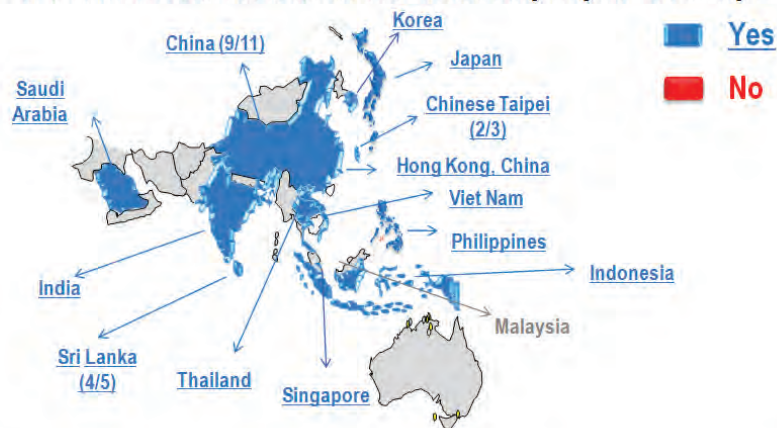 Korea
China (9/11)
Yes
Japan
Saudi
Arabia
No
Chinese Taipei
(2/3)
Hong Kong, China
Viet Nam
Philippines
Indonesia
India
Malaysia
Sri Lanka
(4/5)
Thailand
Singapore